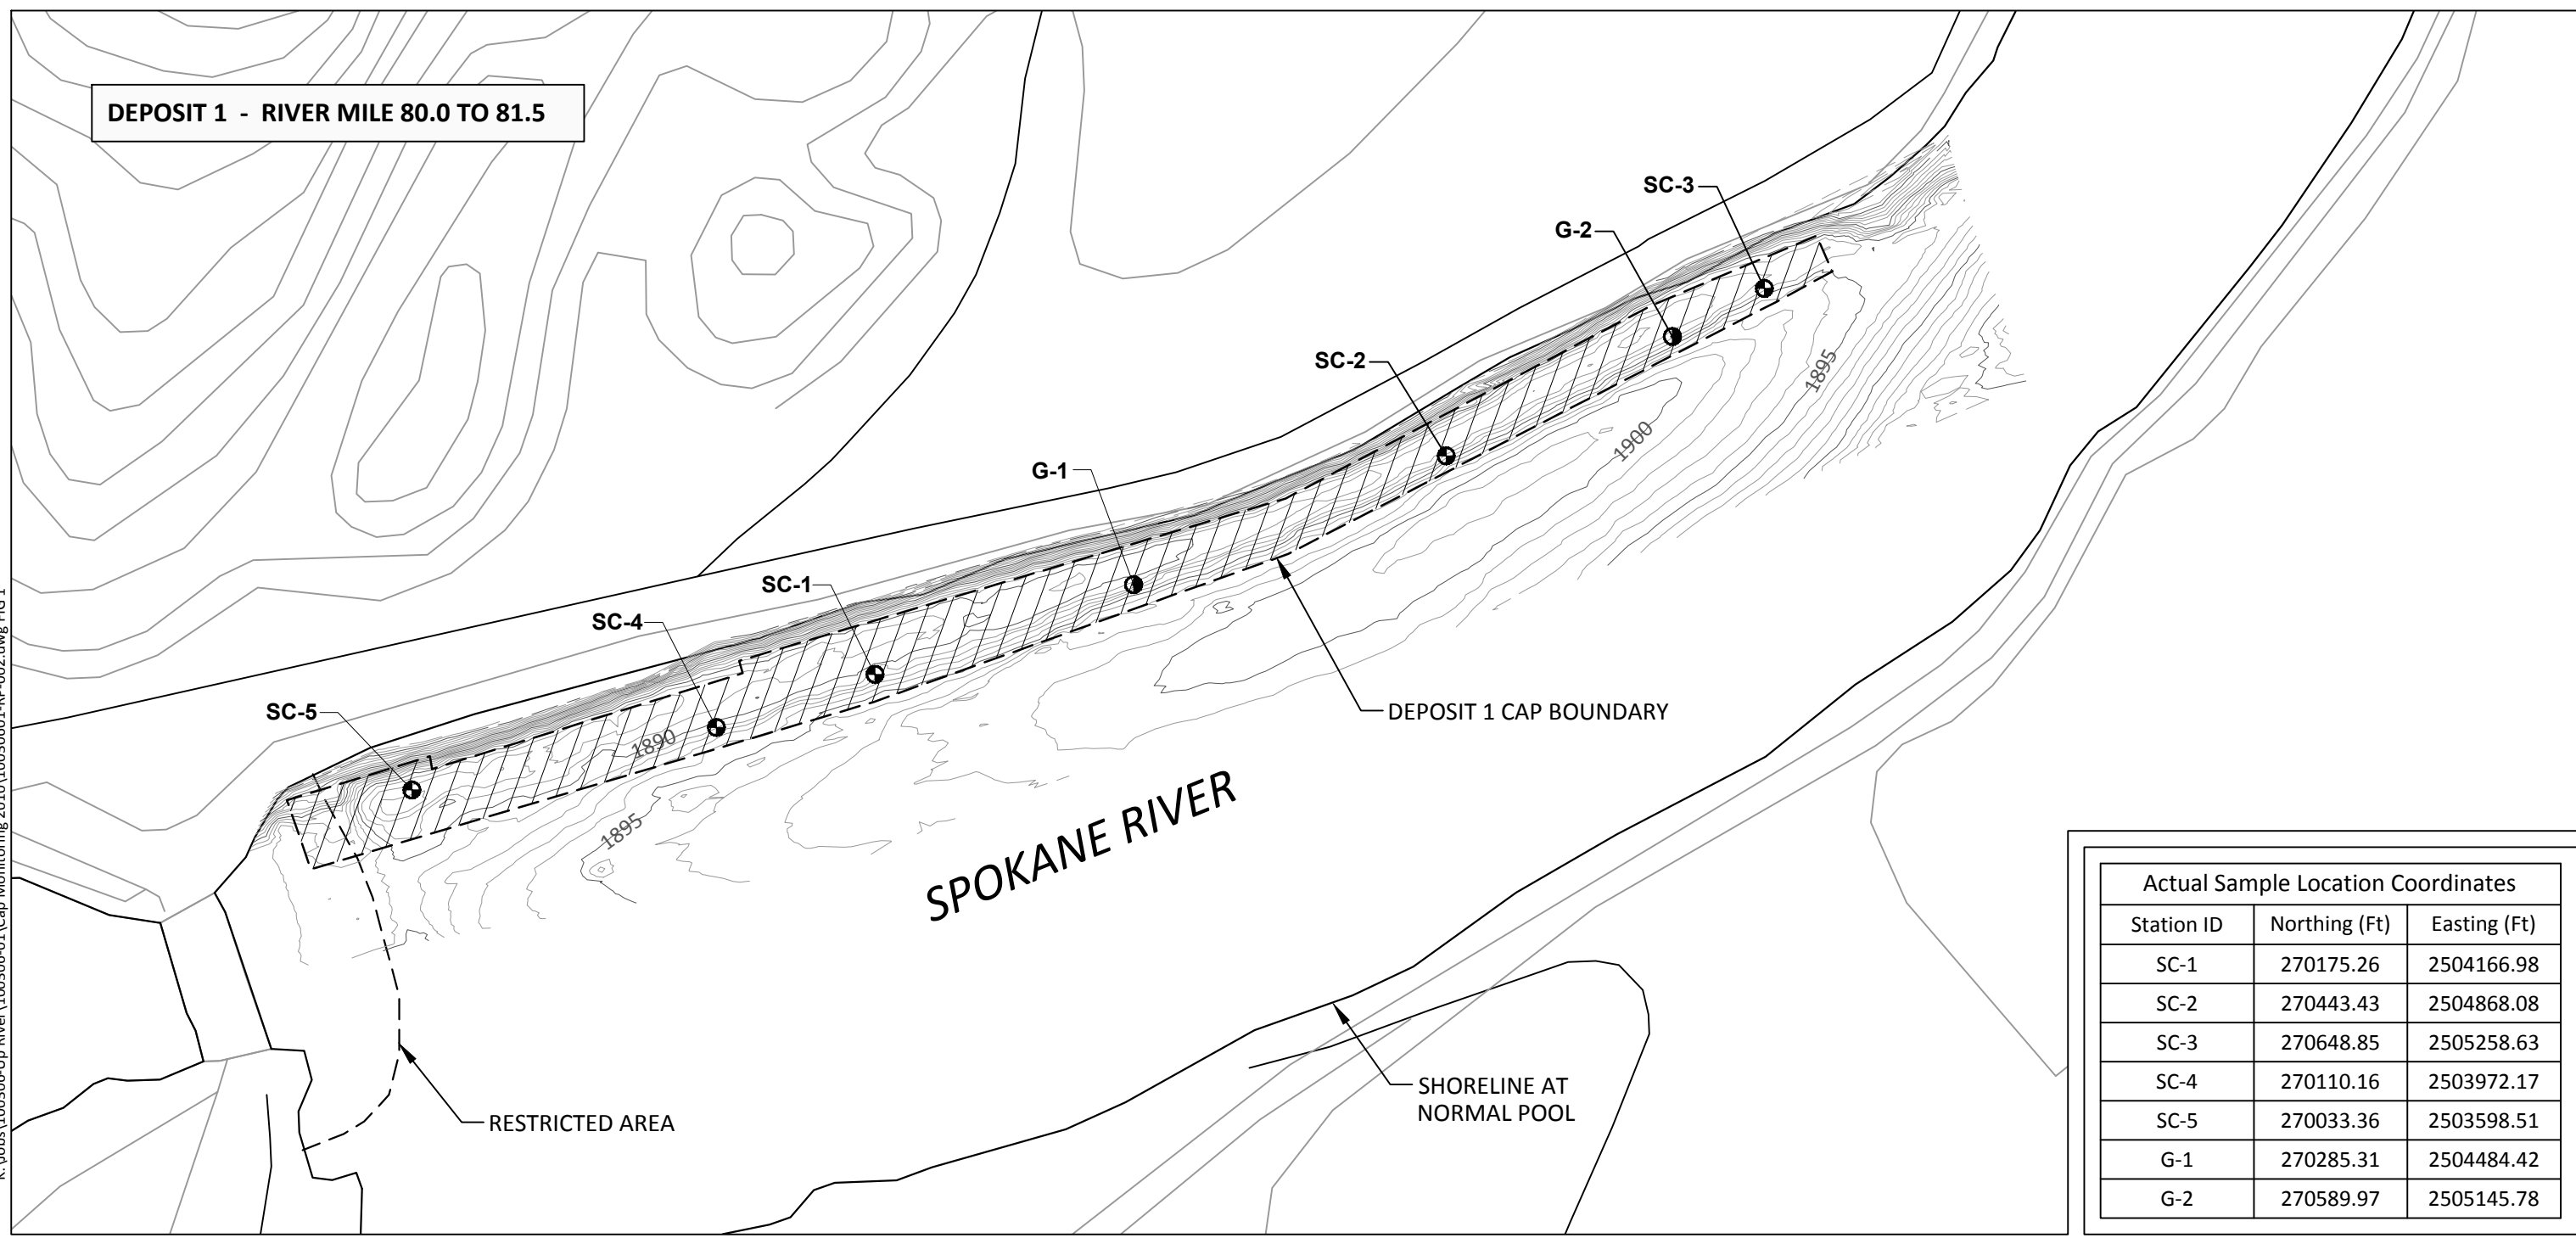 DEPOSIT 1 - RIVER MILE 80.0 TO 81.5
SC-3
G-2
SC-2
1895
1900
G-1
SC-1
SC-4
SC-5
1890
1895
DEPOSIT 1 CAP BOUNDARY
SPOKANE RIVER
RESTRICTED AREA
SHORELINE AT
NORMAL POOL
Actual Sample Location Coordinates
Station ID Northing (Ft) Easting (Ft)
SC-1 270175.26 2504166.98
SC-2 270443.43 2504868.08
SC-3 270648.85 2505258.63
SC-4 270110.16 2503972.17
SC-5 270033.36 2503598.51
G-1 270285.31 2504484.42
G-2 270589.97 2505145.78